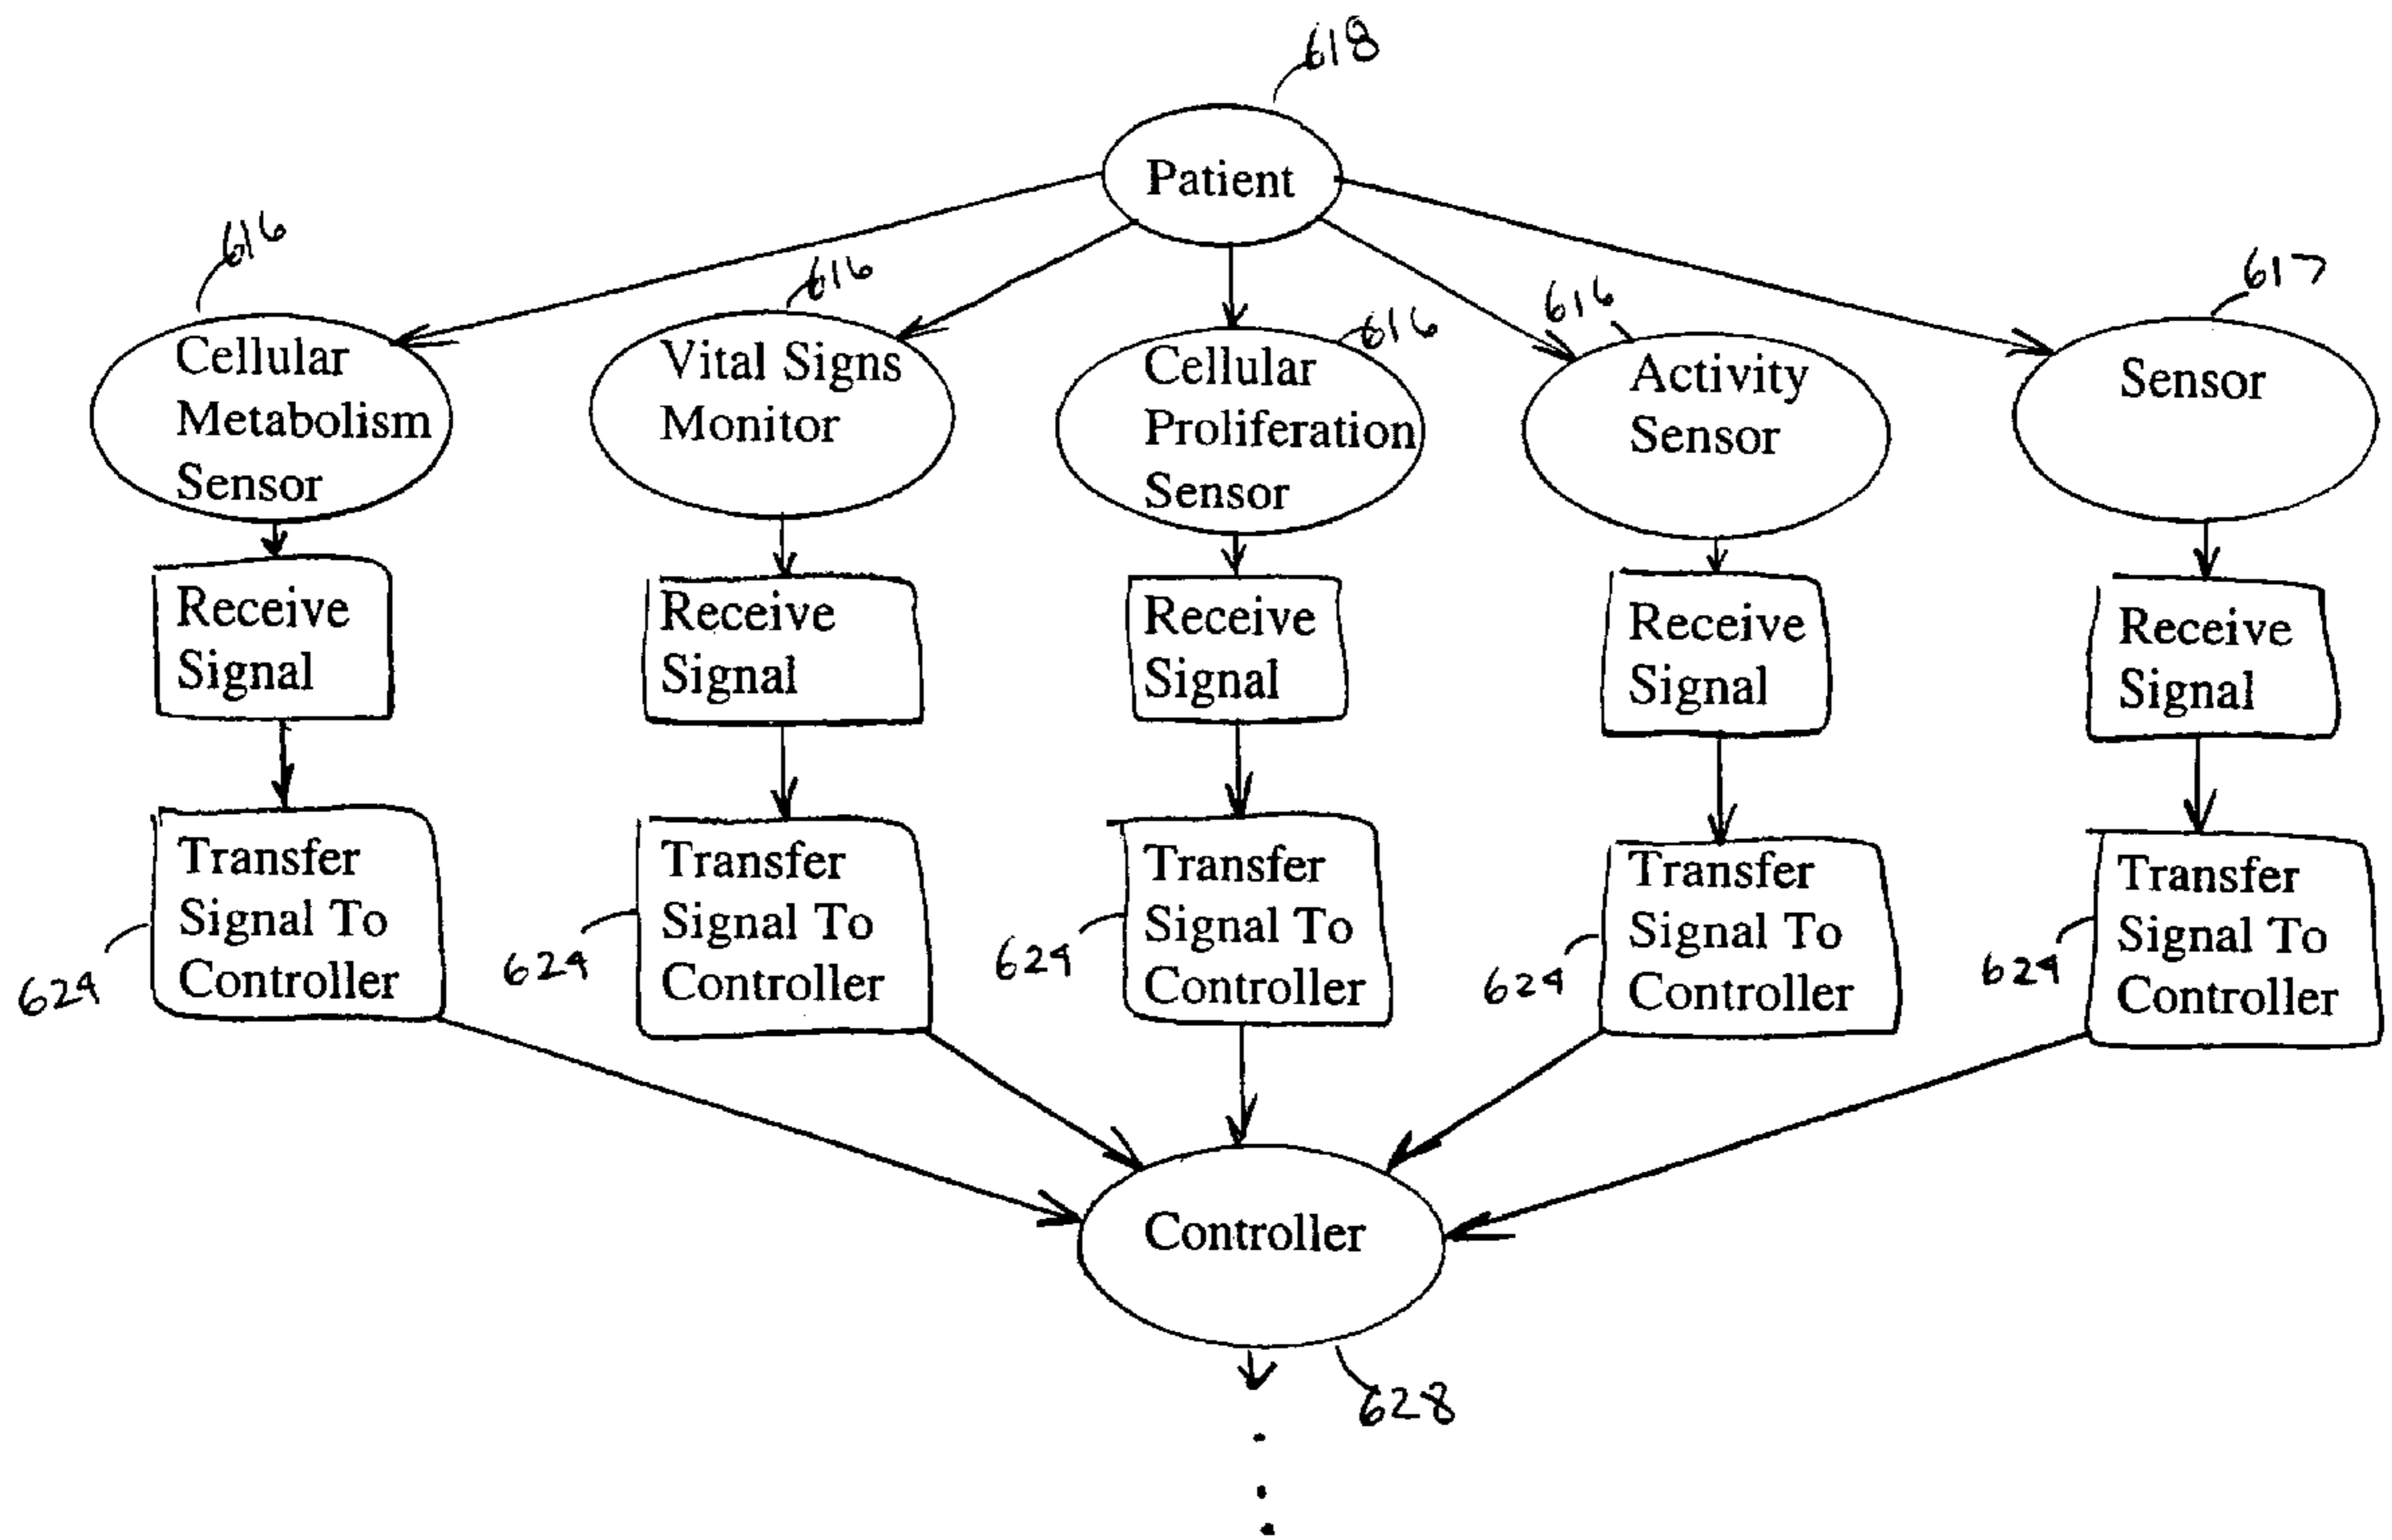 618
Patient
616
Cellular
Metabolism
Sensor
616
Vital Signs
Monitor
616
Cellular
Proliferation
Sensor
616
Activity
Sensor
617
Sensor
Receive
Signal
Receive
Signal
Receive
Signal
Receive
Signal
Receive
Signal
Transfer
Signal To
Controller
624
Transfer
Signal To
Controller
624
Transfer
Signal To
Controller
624
Transfer
Signal To
Controller
624
Transfer
Signal To
Controller
624
Controller
628